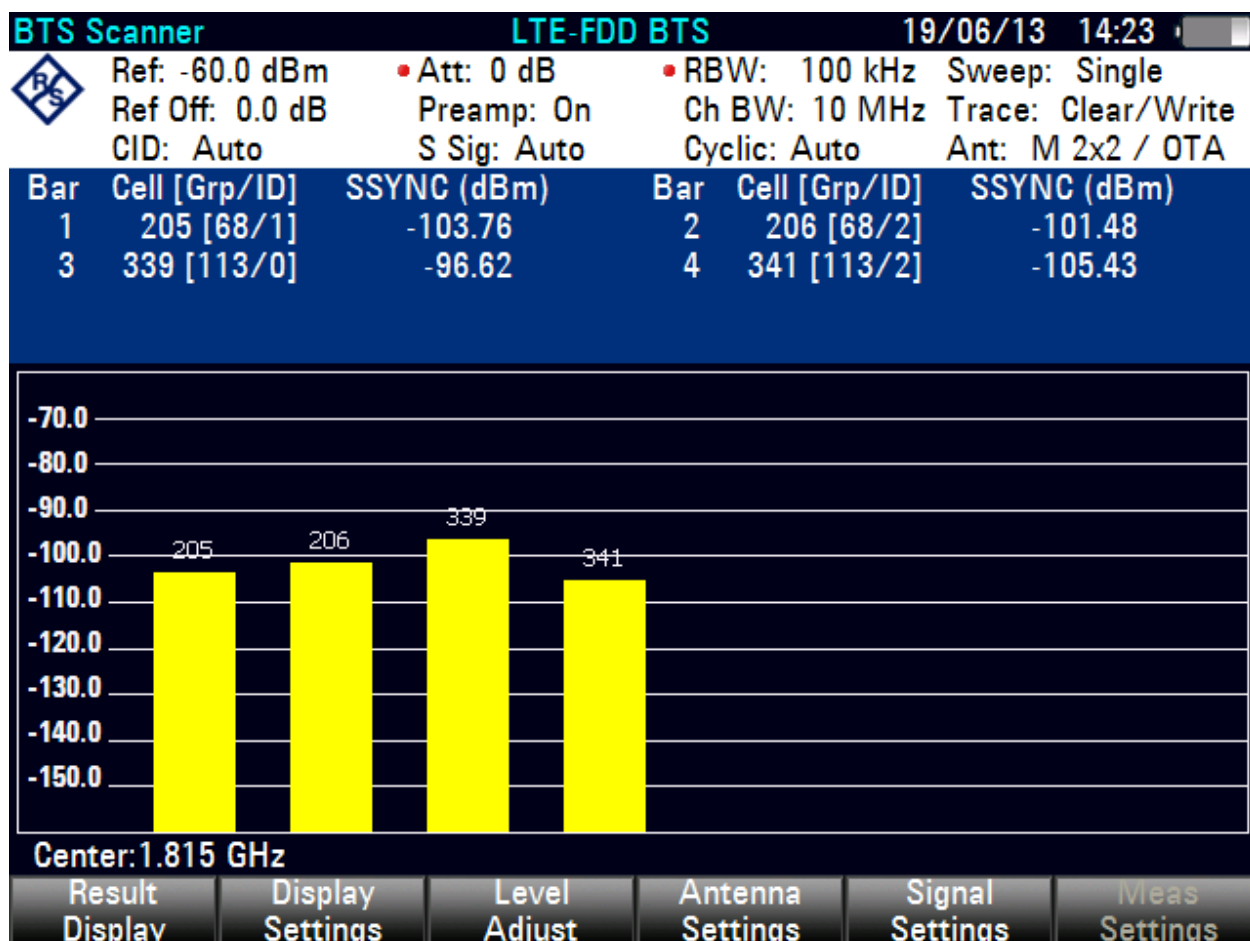 BTS Scanner LTE-FDD BTS 19/06/13 14:23
R&S
Ref: -60.0 dBm Att: 0 dB RBW: 100 kHz Sweep: Single
Ref Off: 0.0 dB Preamp: On Ch BW: 10 MHz Trace: Clear/Write
CID: Auto S Sig: Auto Cyclic: Auto Ant: M 2x2 / OTA
Bar Cell [Grp/ID] SSYNC (dBm) Bar Cell [Grp/ID] SSYNC (dBm)
1 205 [68/1] -103.76 2 206 [68/2] -101.48
3 339 [113/0] -96.62 4 341 [113/2] -105.43
-70.0
-80.0
-90.0
339
-100.0 205 206 341
-110.0
-120.0
-130.0
-140.0
-150.0
Center:1.815 GHz
Result Display Level Antenna Signal Meas
Display Settings Adjust Settings Settings Settings